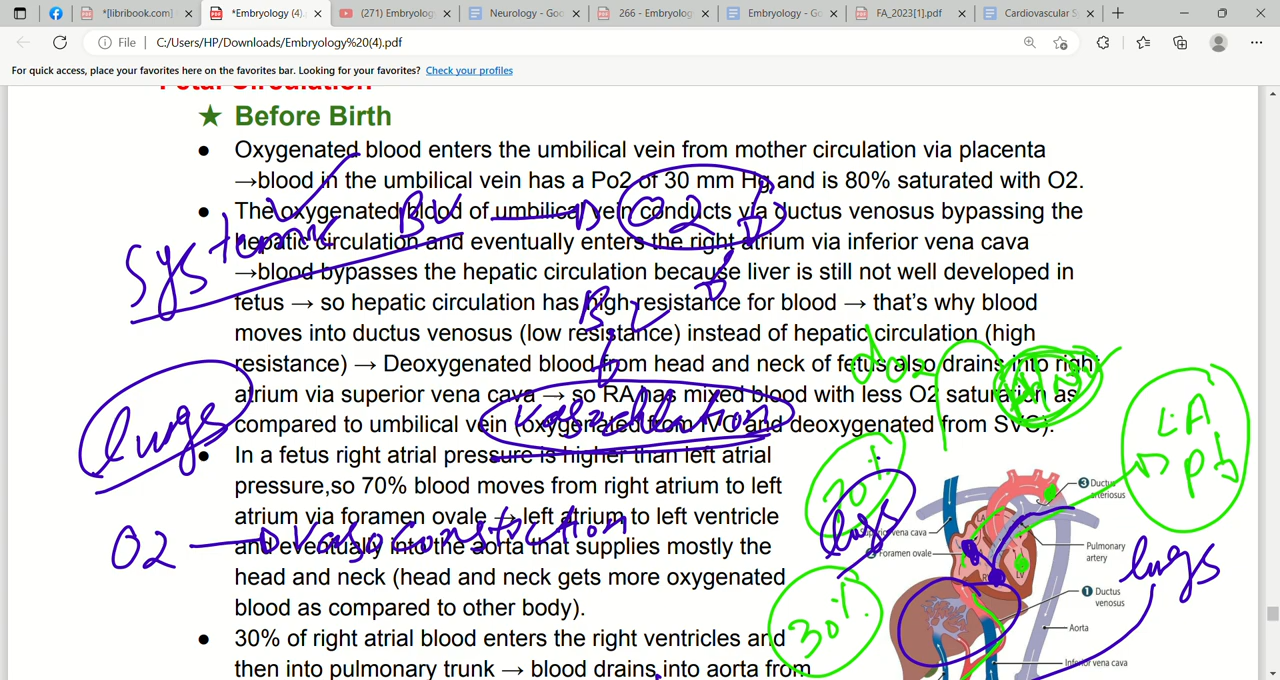 *[libribook.com]
*Embryology (4).
(271) Embryolog
Neurology - Goo
266 - Embryolog
Embryology - Go
FA_2023[1].pdf
Cardiovascular S
File
C:/Users/HP/Downloads/Embryology%20(4).pdf
For quick access, place your favorites here on the favorites bar. Looking for your favorites? Check your profiles
Fetal Circulation
★ Before Birth
● Oxygenated blood enters the umbilical vein from mother circulation via placenta
→blood in the umbilical vein has a Po2 of 30 mm Hg and is 80% saturated with O2.
● The oxygenated blood of umbilical vein conducts via ductus venosus bypassing the
hepatic circulation and eventually enters the right atrium via inferior vena cava
→blood bypasses the hepatic circulation because liver is still not well developed in
fetus → so hepatic circulation has high resistance for blood → that's why blood
moves into ductus venosus (low resistance) instead of hepatic circulation (high
resistance) → Deoxygenated blood from head and neck of fetus also drains into right
atrium via superior vena cava → so RA has mixed blood with less O2 saturation as
compared to umbilical vein (oxygenated from IVC and deoxygenated from SVC).
● In a fetus right atrial pressure is higher than left atrial
pressure,so 70% blood moves from right atrium to left
atrium via foramen ovale → left atrium to left ventricle
and eventually into the aorta that supplies mostly the
head and neck (head and neck gets more oxygenated
blood as compared to other body).
● 30% of right atrial blood enters the right ventricles and
then into pulmonary trunk → blood drains into aorta from
Systemic BV
O2
lungs
O2
vasoconstriction
LA
P
lungs
30%
3 Ductus
arteriosus
Superior vena cava
Foramen ovale
Pulmonary
artery
1 Ductus
venosus
Aorta
Inferior vena cava
LA
LV